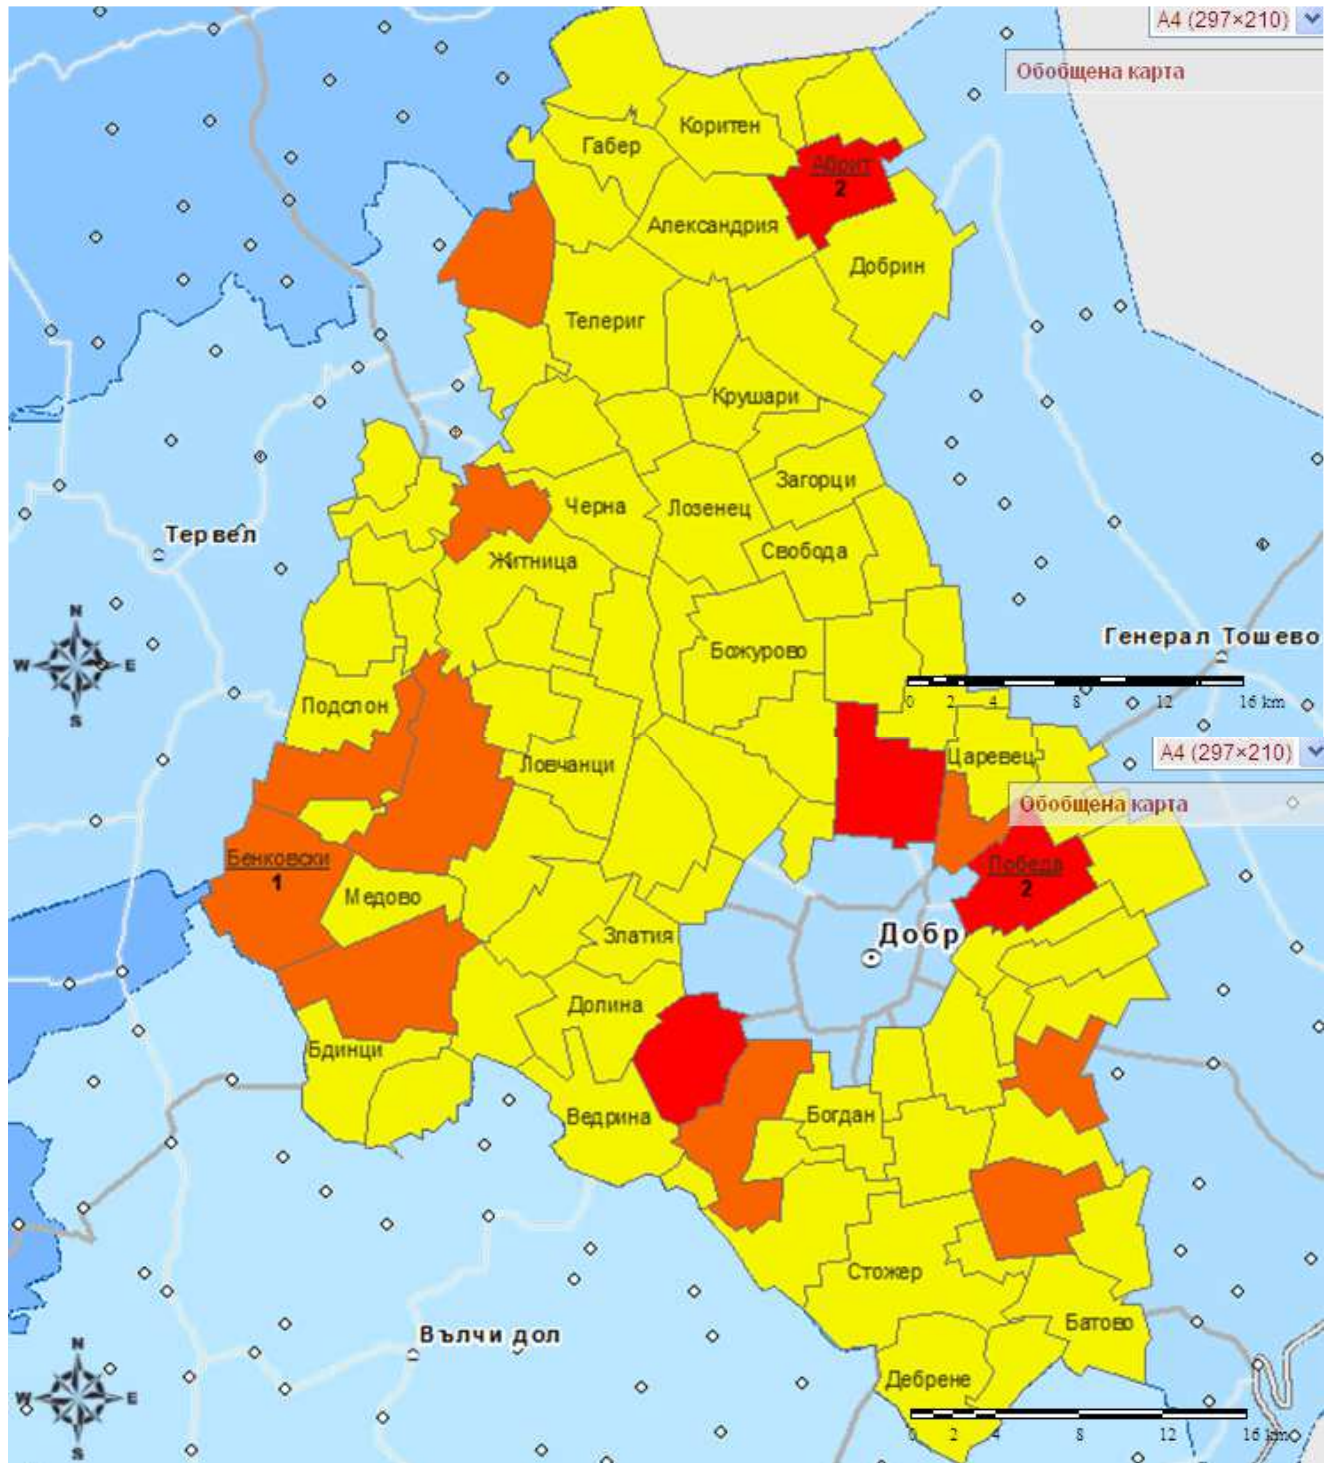 A4 (297×210)
Обобщена карта
Коритен
Габер
Абрит
2
Александрия
Добрин
Телериг
Крушари
Загорци
Черна
Лозенец
Тервел
Свобода
Житница
N
W E
S
Генерал Тошево
Божурово
0 2 4 8 12 16 km
Подслон
Царевец
A4 (297×210)
Ловчанци
Обобщена карта
Бенковски
1
Победа
2
Медово
Добр
Златия
Долина
Бдинци
Ведрина
Богдан
Стожер
Батово
Вълчи дол
N
W E
S
Дебрене
0 2 4 8 12 16 km